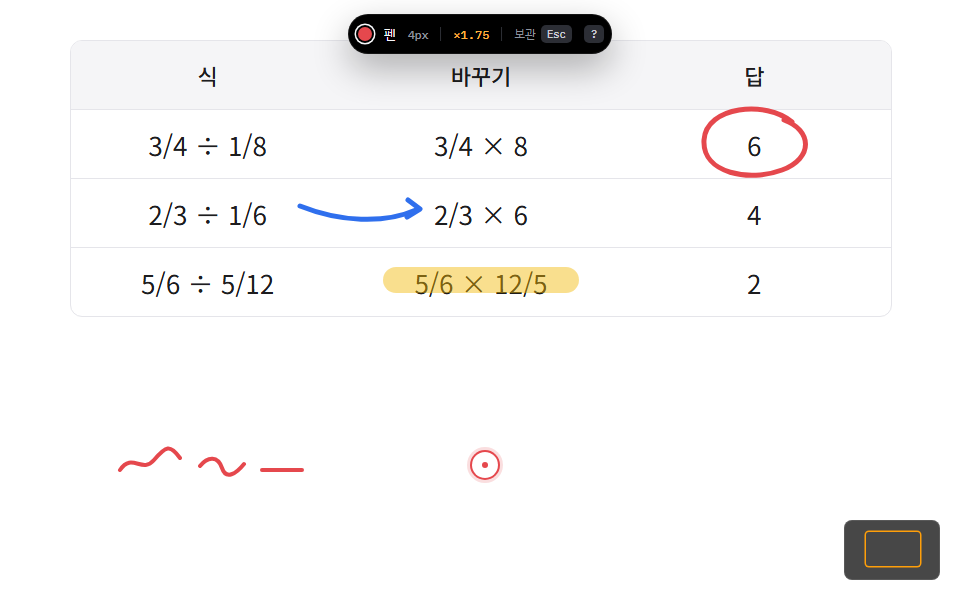 펜 4px ×1.75 보관 Esc ?
식 바꾸기 답
3/4 ÷ 1/8 3/4 × 8 6
2/3 ÷ 1/6 2/3 × 6 4
5/6 ÷ 5/12 5/6 × 12/5 2